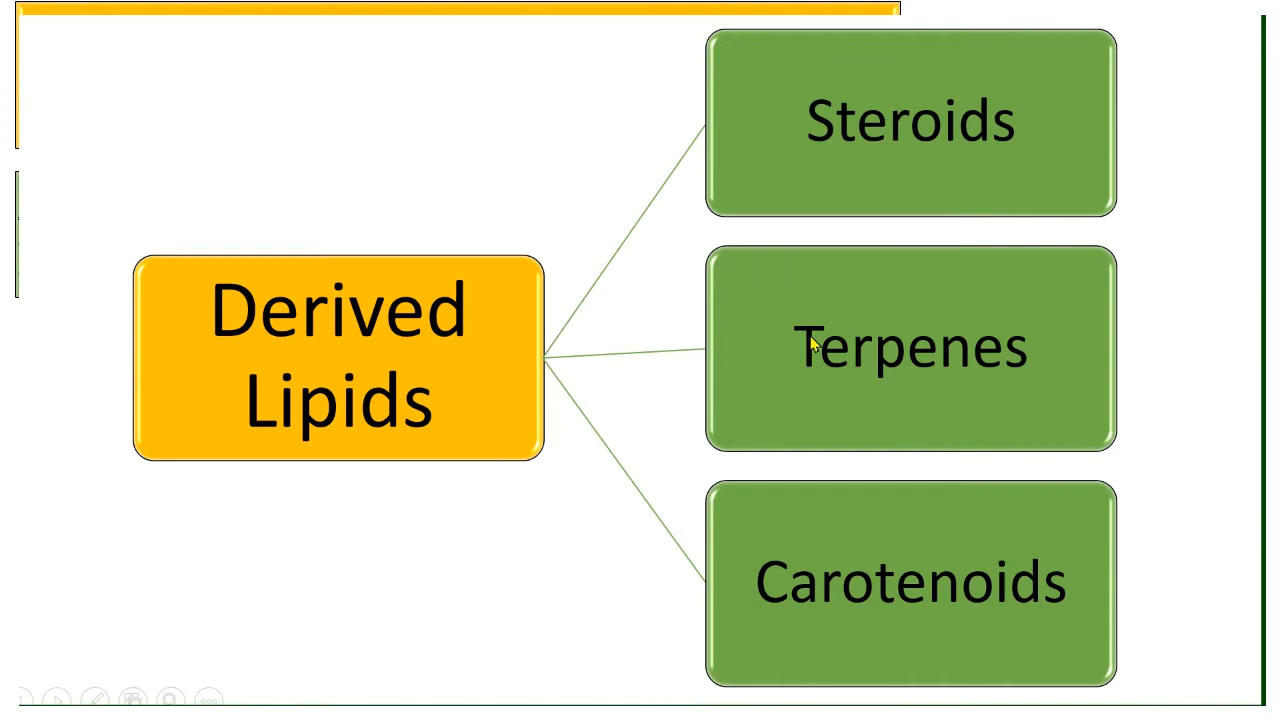 Derived
Lipids
Steroids
Terpenes
Carotenoids